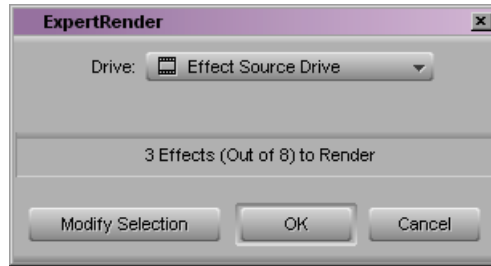 ExpertRender
Drive: Effect Source Drive
3 Effects (Out of 8) to Render
Modify Selection OK Cancel